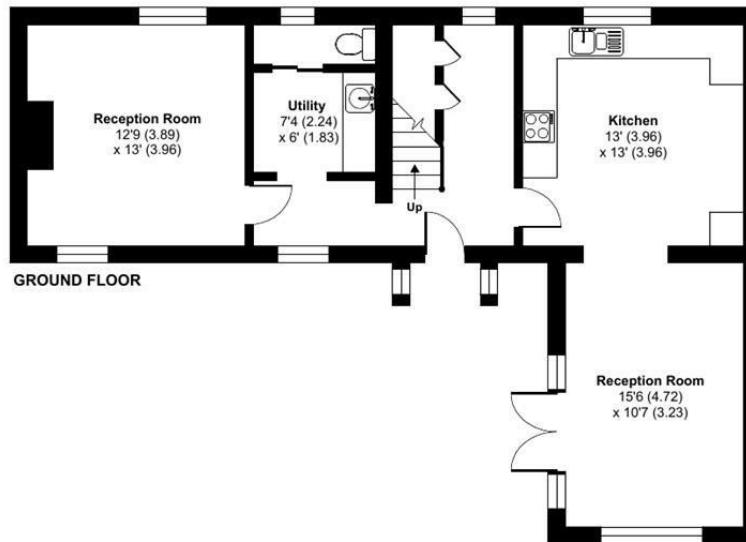 Reception Room
12'9 (3.89)
x 13' (3.96)
Utility
7'4 (2.24)
x 6' (1.83)
Up
Kitchen
13' (3.96)
x 13' (3.96)
GROUND FLOOR
Reception Room
15'6 (4.72)
x 10'7 (3.23)